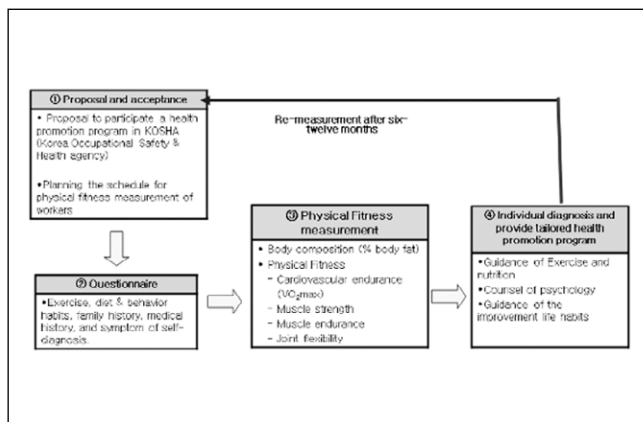 ① Proposal and acceptance
• Proposal to participate a health
promotion program in KOSHA
(Korea Occupational Safety &
Health agency)
•Planning the schedule for
physical fitness measurement of
workers
② Questionnaire
•Exercise, diet & behavior
habits, family history, medical
history, and symptom of self-
diagnosis.
③ Physical Fitness
measurement
• Body composition (% body fat)
• Physical Fitness
- Cardiovascular endurance
(VO₂max)
- Muscle strength
- Muscle endurance
- Joint flexibility
④ Individual diagnosis and
provide tailored health
promotion program
•Guidance of Exercise and
nutrition
•Counsel of psychology
•Guidance of the
improvement life habits
Re-measurement after six-
twelve months